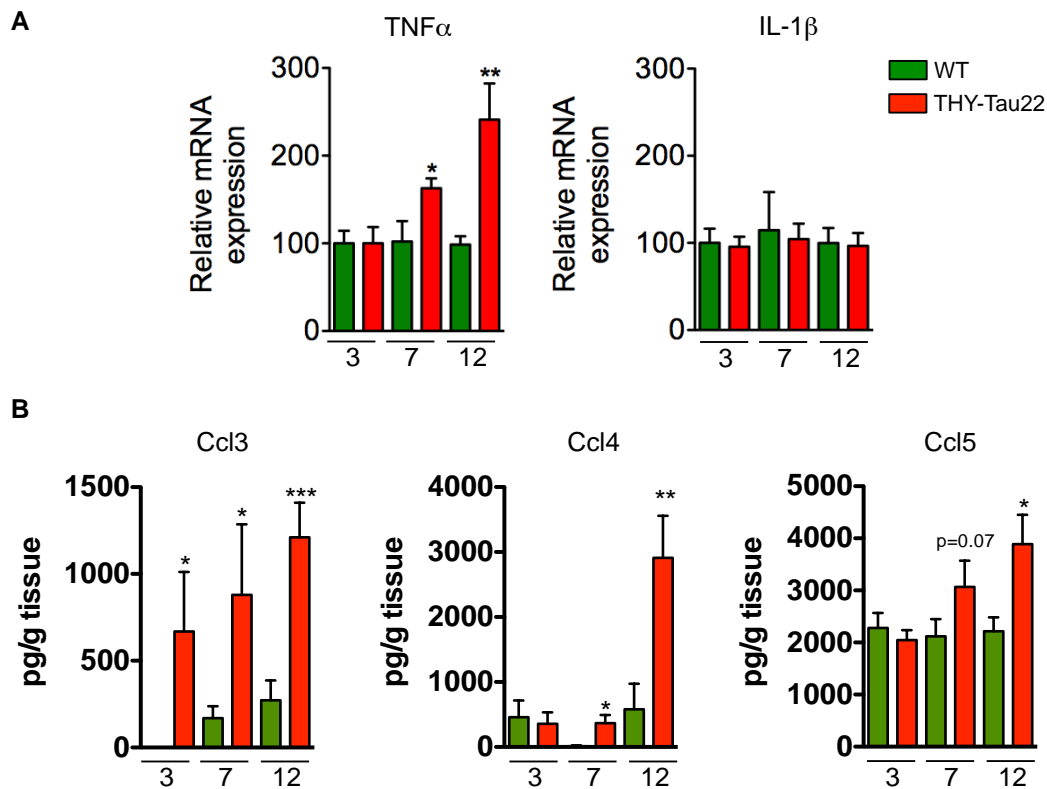 A
TNFα
IL-1β
WT
THY-Tau22
Relative mRNA
expression
300
200
100
0
*
**
3 7 12
Relative mRNA
expression
300
200
100
0
3 7 12
B
Ccl3
Ccl4
Ccl5
pg/g tissue
1500
1000
500
0
*
*
***
3 7 12
pg/g tissue
4000
3000
2000
1000
0
*
**
3 7 12
pg/g tissue
5000
4000
3000
2000
1000
0
p=0.07
*
3 7 12